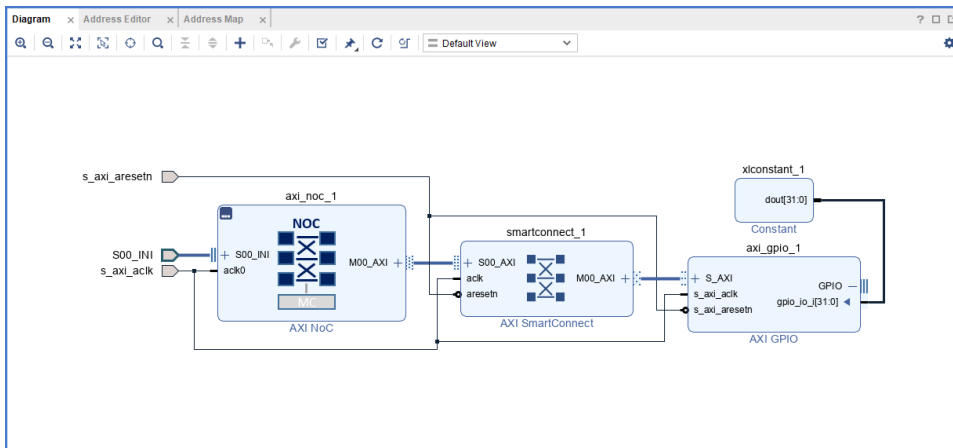 Diagram × Address Editor × Address Map × ?
Default View
s_axi_aresetn
S00_INI
s_axi_aclk
axi_noc_1
NOC
S00_INI
aclk0
M00_AXI
MC
AXI NoC
smartconnect_1
S00_AXI
aclk
aresetn
M00_AXI
AXI SmartConnect
xlconstant_1
dout[31:0]
Constant
axi_gpio_1
S_AXI
s_axi_aclk
s_axi_aresetn
GPIO
gpio_io_i[31:0]
AXI GPIO